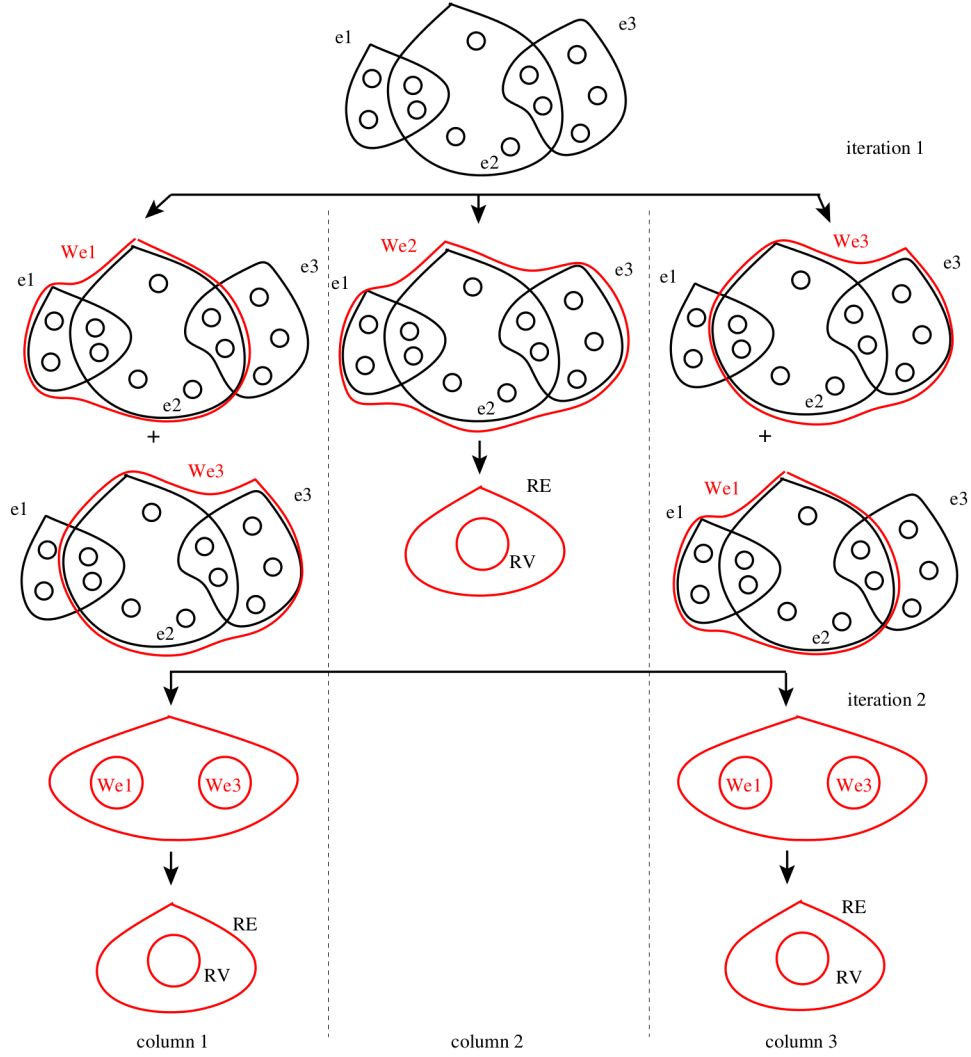 e1
e3
e2
iteration 1
We1
We2
We3
e1
e3
e1
e3
e1
e3
e2
e2
e2
+
+
We3
RE
We1
e1
e3
RV
e1
e3
e2
e2
iteration 2
We1
We3
We1
We3
RE
RE
RV
RV
column 1
column 2
column 3